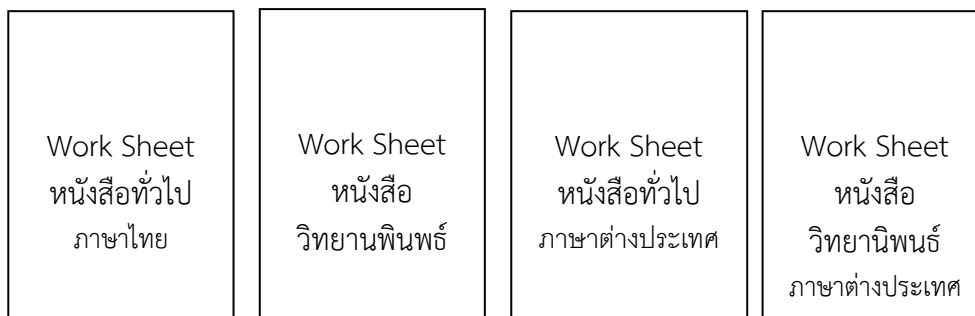 Work Sheet
หนังสือทั่วไป
ภาษาไทย
Work Sheet
หนังสือ
วิทยานพินพธ์
Work Sheet
หนังสือทั่วไป
ภาษาต่างประเทศ
Work Sheet
หนังสือ
วิทยานิพนธ์
ภาษาต่างประเทศ